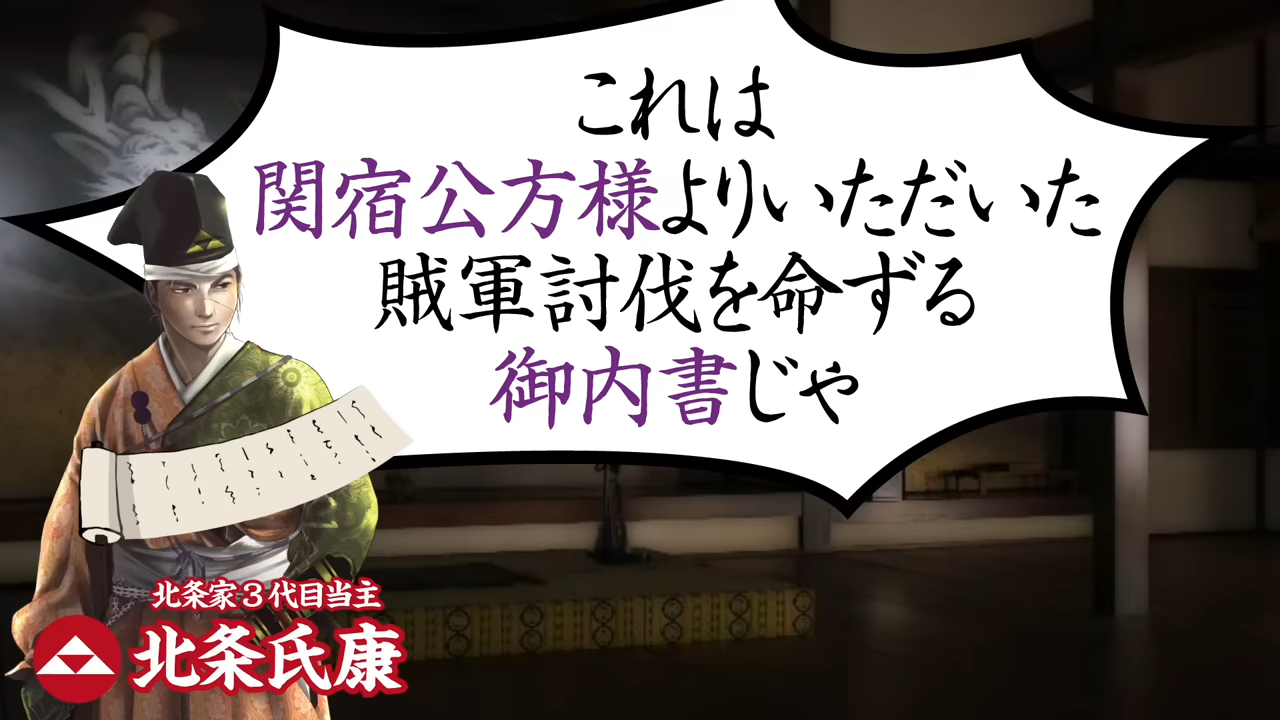 これは
関宿公方様よりいただいた
賊軍討伐を命ずる
御内書じゃ
北条家3代目当主
北条氏康